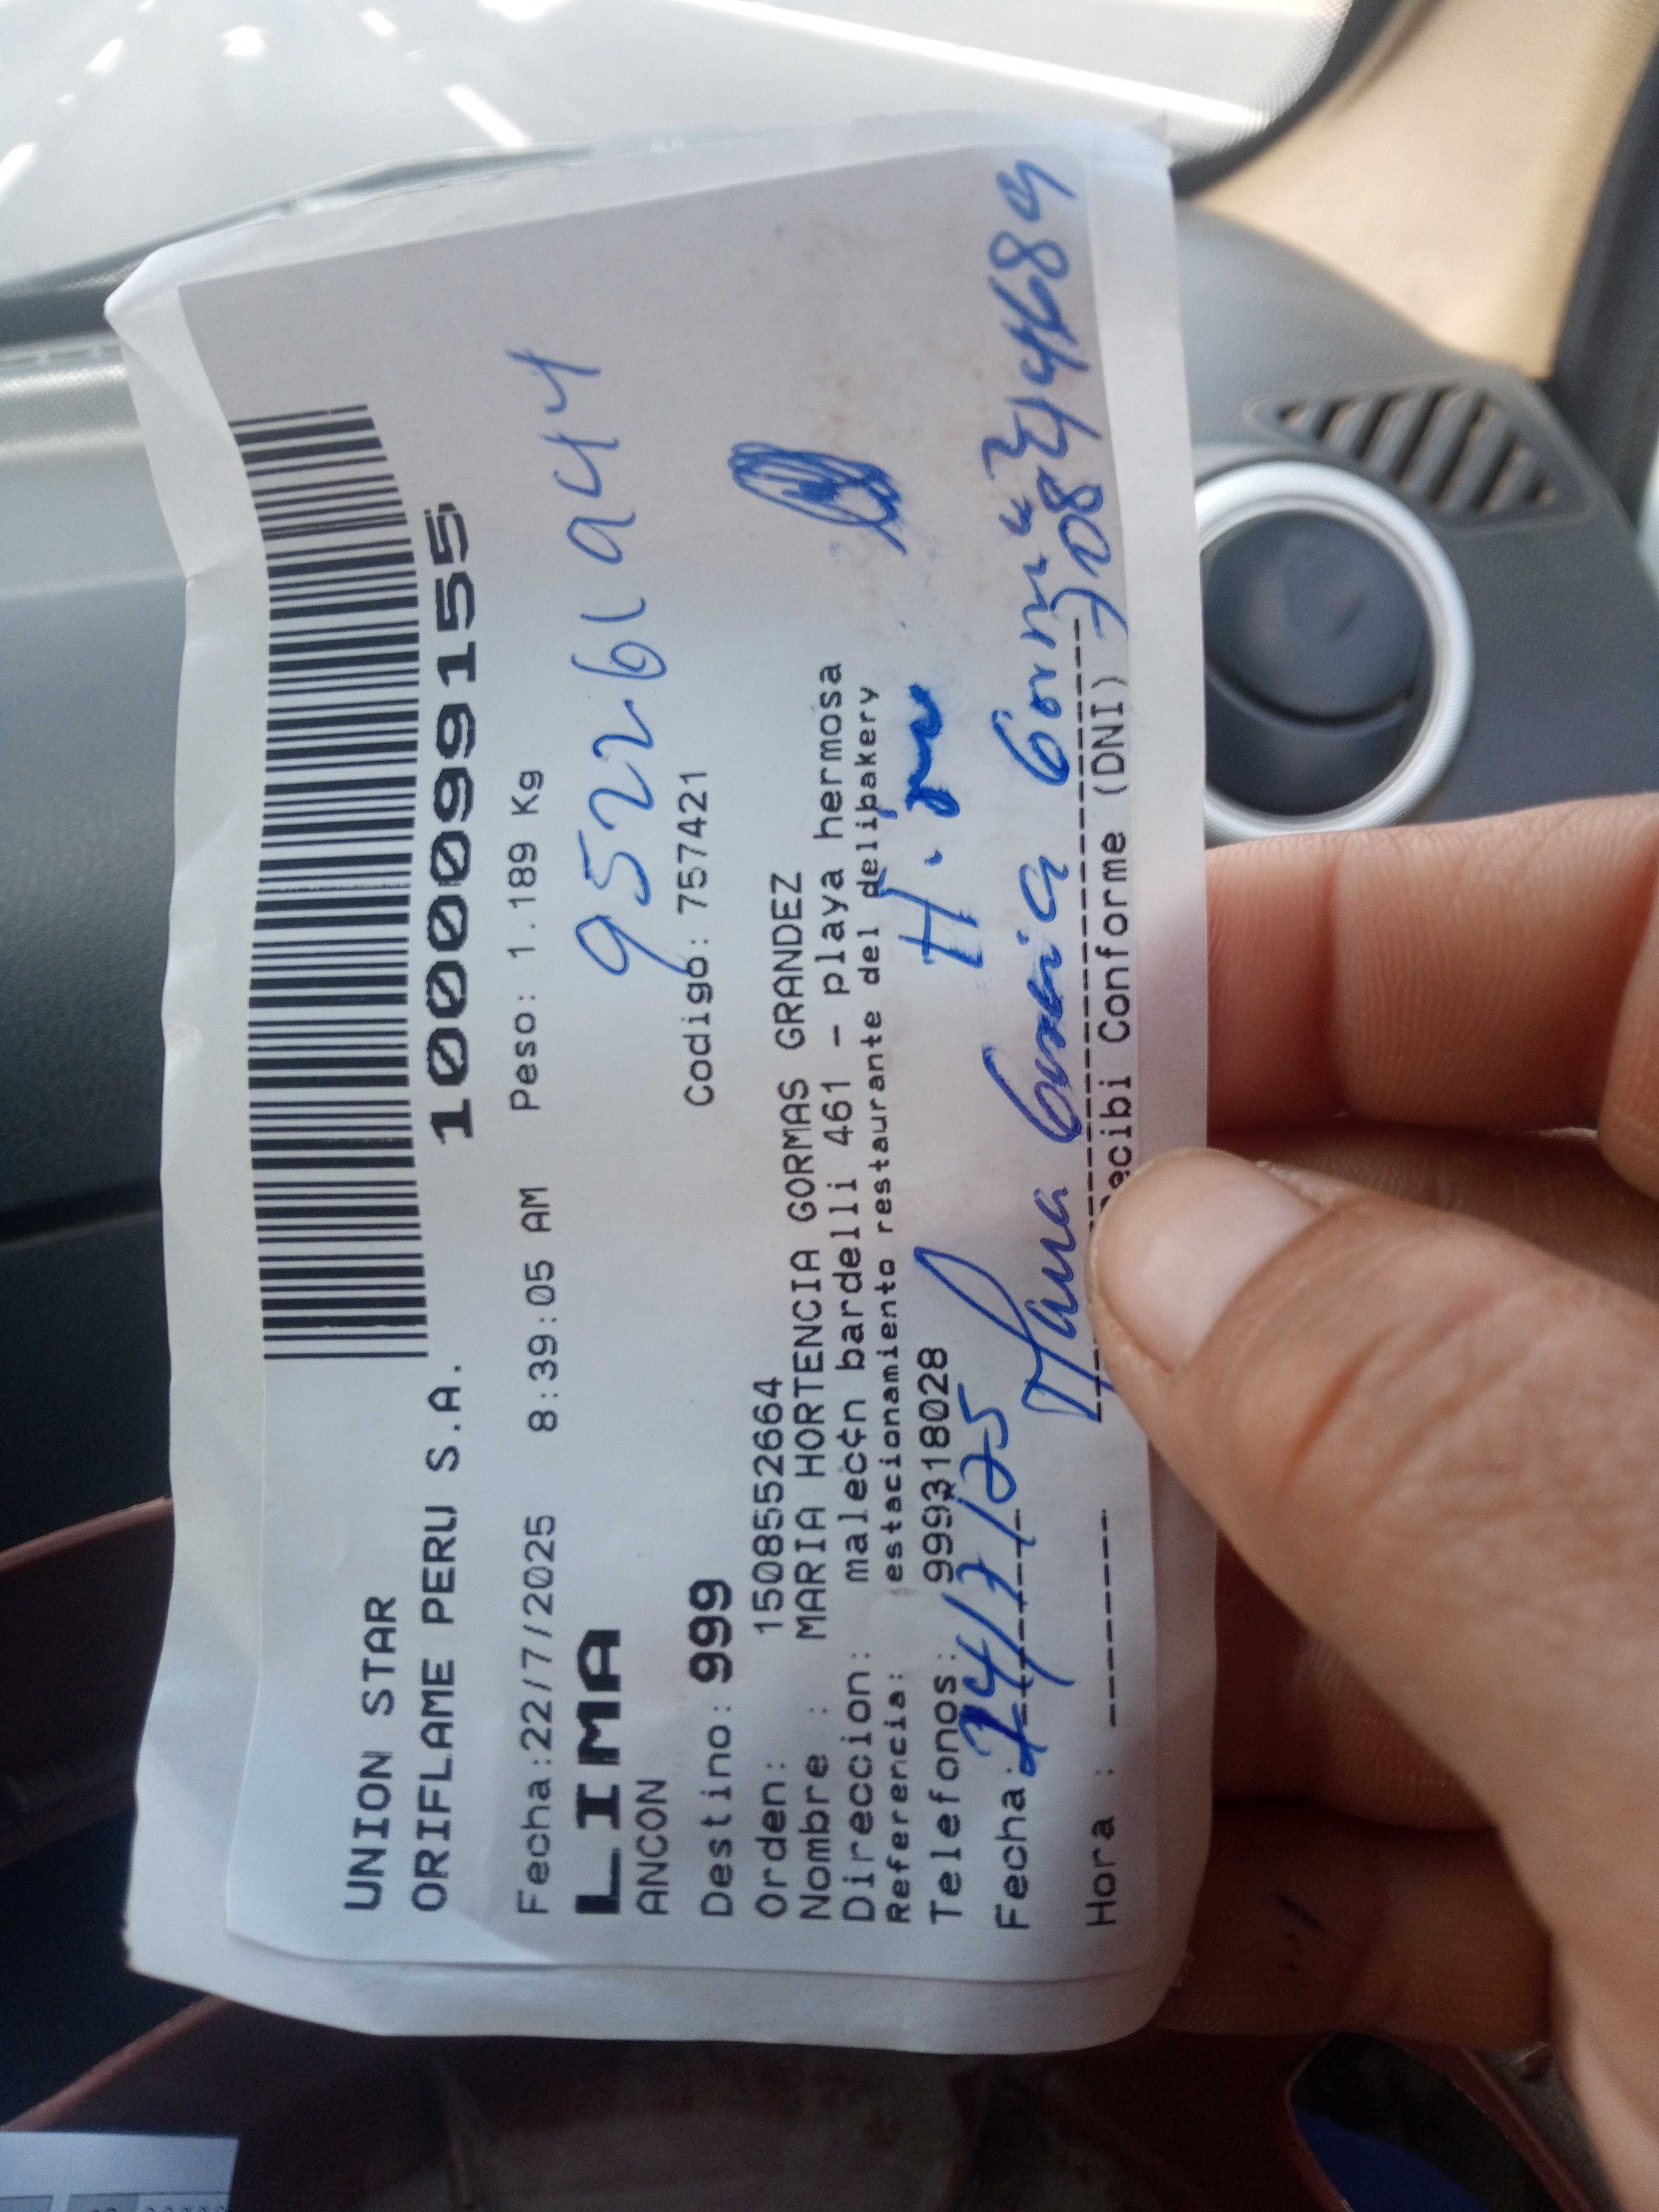 UNION STAR
ORIFLAME PERU S.A.
1000099155
Fecha:22/7/2025 8:39:05 AM Peso: 1.189 Kg
LIMA
ANCON
952261944
Destino: 999 Codigo: 757421
Orden: 15085552664
Nombre : MARIA HORTENCIA GORMAS GRANDEZ
Direccion: malec¢n bardelli 461 - playa hermosa
Referencia: estacionamiento restaurante del delibakery
Telefonos: 999318028
Fecha: 24/7/25
Hora : ecibi Conforme (DNI)